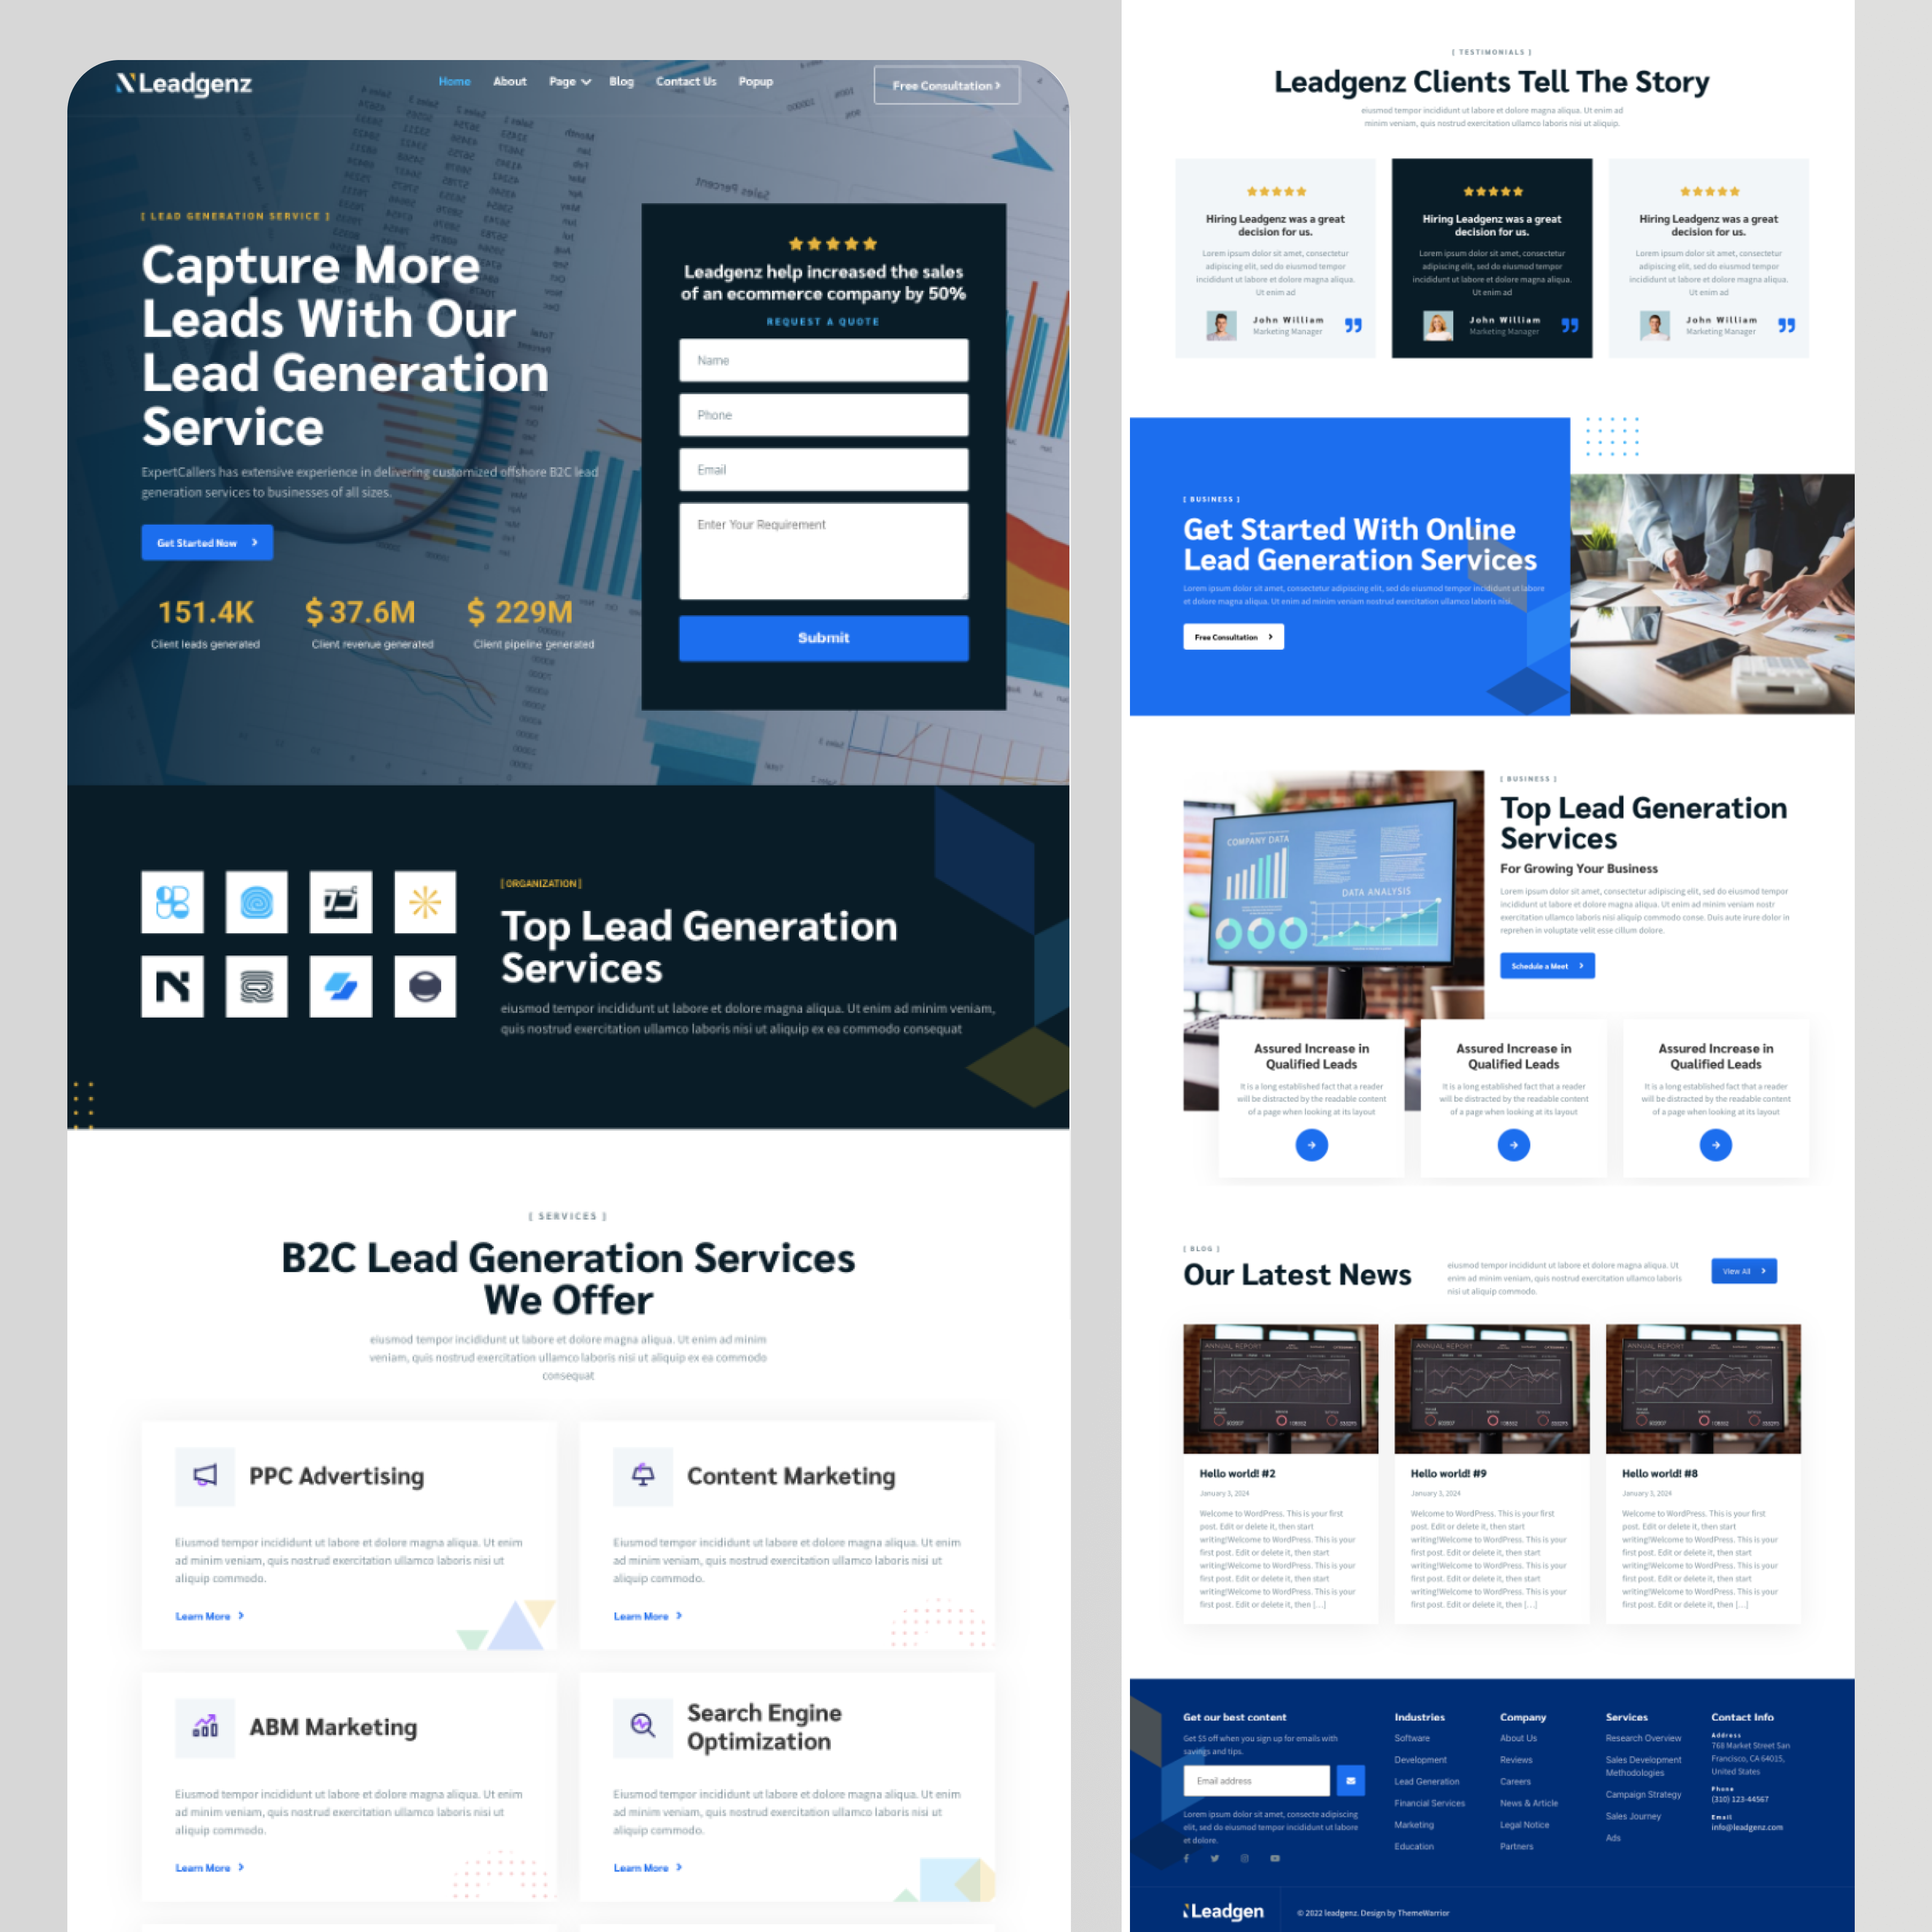 Leadgenz
Home About Page Blog Contact Us Popup
Free Consultation
[ LEAD GENERATION SERVICE ]
Capture More
Leads With Our
Lead Generation
Service
ExpertCallers has extensive experience in delivering customized offshore B2C lead
generation services to businesses of all sizes.
Get Started Now
151.4K $ 37.6M $ 229M
Client leads generated Client revenue generated Client pipeline generated
Leadgenz help increased the sales
of an ecommerce company by 50%
REQUEST A QUOTE
Name
Phone
Email
Enter Your Requirement
Submit
[ ORGANIZATION ]
Top Lead Generation
Services
eiusmod tempor incididunt ut labore et dolore magna aliqua. Ut enim ad minim veniam,
quis nostrud exercitation ullamco laboris nisi ut aliquip ex ea commodo consequat
[ SERVICES ]
B2C Lead Generation Services
We Offer
eiusmod tempor incididunt ut labore et dolore magna aliqua. Ut enim ad minim
veniam, quis nostrud exercitation ullamco laboris nisi ut aliquip ex ea commodo
consequat
PPC Advertising
Eiusmod tempor incididunt ut labore et dolore magna aliqua. Ut enim
ad minim veniam, quis nostrud exercitation ullamco laboris nisi ut
aliquip commodo.
Learn More
Content Marketing
Eiusmod tempor incididunt ut labore et dolore magna aliqua. Ut enim
ad minim veniam, quis nostrud exercitation ullamco laboris nisi ut
aliquip commodo.
Learn More
ABM Marketing
Eiusmod tempor incididunt ut labore et dolore magna aliqua. Ut enim
ad minim veniam, quis nostrud exercitation ullamco laboris nisi ut
aliquip commodo.
Learn More
Search Engine
Optimization
Eiusmod tempor incididunt ut labore et dolore magna aliqua. Ut enim
ad minim veniam, quis nostrud exercitation ullamco laboris nisi ut
aliquip commodo.
Learn More
[ TESTIMONIALS ]
Leadgenz Clients Tell The Story
eiusmod tempor incididunt ut labore et dolore magna aliqua. Ut enim ad
minim veniam, quis nostrud exercitation ullamco laboris nisi ut aliquip.
Hiring Leadgenz was a great
decision for us.
Lorem ipsum dolor sit amet, consectetur
adipiscing elit, sed do eiusmod tempor
incididunt ut labore et dolore magna aliqua.
Ut enim ad
John William
Marketing Manager
Hiring Leadgenz was a great
decision for us.
Lorem ipsum dolor sit amet, consectetur
adipiscing elit, sed do eiusmod tempor
incididunt ut labore et dolore magna aliqua.
Ut enim ad
John William
Marketing Manager
Hiring Leadgenz was a great
decision for us.
Lorem ipsum dolor sit amet, consectetur
adipiscing elit, sed do eiusmod tempor
incididunt ut labore et dolore magna aliqua.
Ut enim ad
John William
Marketing Manager
[ BUSINESS ]
Get Started With Online
Lead Generation Services
Lorem ipsum dolor sit amet, consectetur adipiscing elit, sed do eiusmod tempor incididunt ut labore
et dolore magna aliqua. Ut enim ad minim veniam nostrud exercitation ullamco laboris nisi.
Free Consultation
COMPANY DATA
DATA ANALYSIS
[ BUSINESS ]
Top Lead Generation
Services
For Growing Your Business
Lorem ipsum dolor sit amet, consectetur adipiscing elit, sed do eiusmod tempor
incididunt ut labore et dolore magna aliqua. Ut enim ad minim veniam nostr
exercitation ullamco laboris nisi aliquip commodo conse. Duis aute irure dolor in
reprehen in voluptate velit esse cillum dolore.
Schedule a Meet
Assured Increase in
Qualified Leads
It is a long established fact that a reader
will be distracted by the readable content
of a page when looking at its layout
Assured Increase in
Qualified Leads
It is a long established fact that a reader
will be distracted by the readable content
of a page when looking at its layout
Assured Increase in
Qualified Leads
It is a long established fact that a reader
will be distracted by the readable content
of a page when looking at its layout
[ BLOG ]
Our Latest News
eiusmod tempor incididunt ut labore et dolore magna aliqua. Ut
enim ad minim veniam, quis nostrud exercitation ullamco laboris
nisi ut aliquip commodo.
View All
ANNUAL REPORT
Hello world! #2
January 3, 2024
Welcome to WordPress. This is your first
post. Edit or delete it, then start
writing!Welcome to WordPress. This is your
first post. Edit or delete it, then start
writing!Welcome to WordPress. This is your
first post. Edit or delete it, then start
writing!Welcome to WordPress. This is your
first post. Edit or delete it, then [...]
ANNUAL REPORT
Hello world! #9
January 3, 2024
Welcome to WordPress. This is your first
post. Edit or delete it, then start
writing!Welcome to WordPress. This is your
first post. Edit or delete it, then start
writing!Welcome to WordPress. This is your
first post. Edit or delete it, then start
writing!Welcome to WordPress. This is your
first post. Edit or delete it, then [...]
ANNUAL REPORT
Hello world! #8
January 3, 2024
Welcome to WordPress. This is your first
post. Edit or delete it, then start
writing!Welcome to WordPress. This is your
first post. Edit or delete it, then start
writing!Welcome to WordPress. This is your
first post. Edit or delete it, then start
writing!Welcome to WordPress. This is your
first post. Edit or delete it, then [...]
Get our best content
Get $5 off when you sign up for emails with
savings and tips.
Email address
Lorem ipsum dolor sit amet, consecte adipiscing
elit, sed do eiusmod tempor incididunt ut labore
et dolore.
Industries
Software
Development
Lead Generation
Financial Services
Marketing
Education
Company
About Us
Reviews
Careers
News & Article
Legal Notice
Partners
Services
Research Overview
Sales Development
Methodologies
Campaign Strategy
Sales Journey
Ads
Contact Info
Address
768 Market Street San
Francisco, CA 64015,
United States
Phone
(310) 123-44567
Email
info@leadgenz.com
Leadgen
© 2022 leadgenz. Design by ThemeWarrior